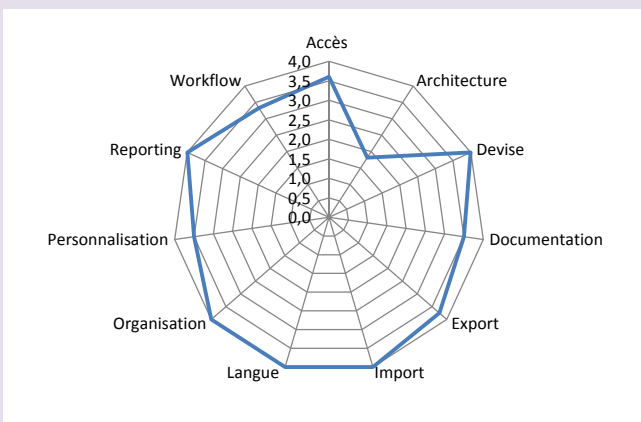 Accès
4,0
Workflow
Architecture
3,5
3,0
2,5
Reporting
2,0
Devise
1,5
1,0
0,5
0,0
Personnalisation
Documentation
Organisation
Export
Langue
Import